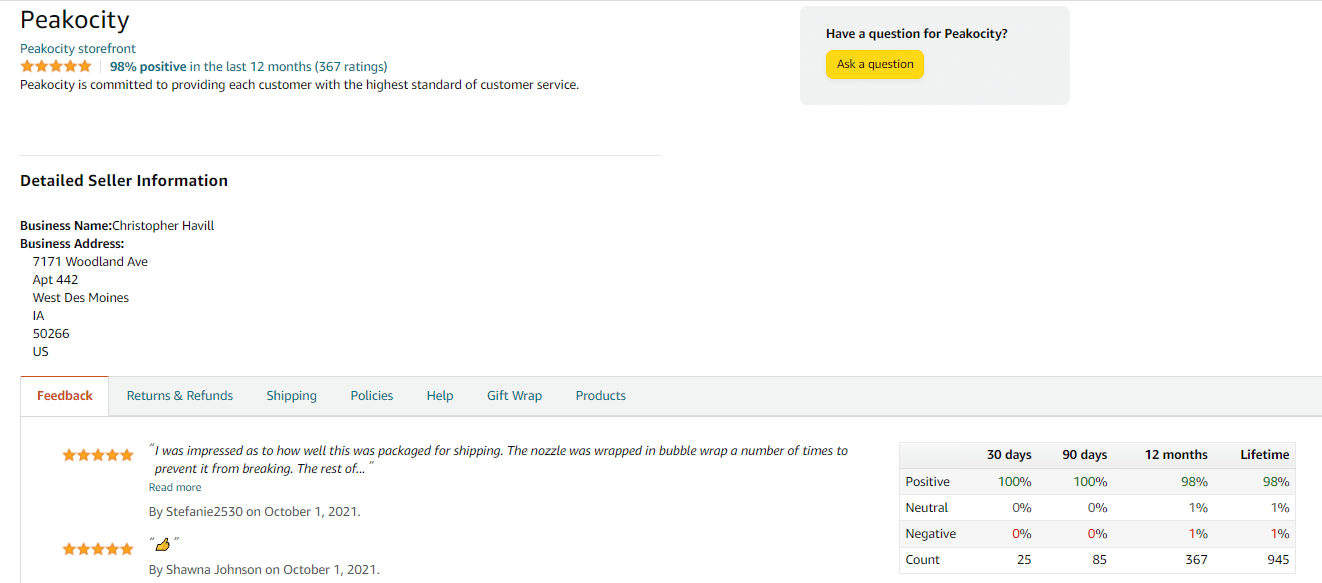 Peakocity
Peakocity storefront
98% positive in the last 12 months (367 ratings)
Peakocity is committed to providing each customer with the highest standard of customer service.
Have a question for Peakocity?
Ask a question
Detailed Seller Information
Business Name:Christopher Havill
Business Address:
7171 Woodland Ave
Apt 442
West Des Moines
IA
50266
US
Feedback Returns & Refunds Shipping Policies Help Gift Wrap Products
“I was impressed as to how well this was packaged for shipping. The nozzle was wrapped in bubble wrap a number of times to
prevent it from breaking. The rest of...”
Read more
By Stefanie2530 on October 1, 2021.
“👍”
By Shawna Johnson on October 1, 2021.
30 days 90 days 12 months Lifetime
Positive 100% 100% 98% 98%
Neutral 0% 0% 1% 1%
Negative 0% 0% 1% 1%
Count 25 85 367 945